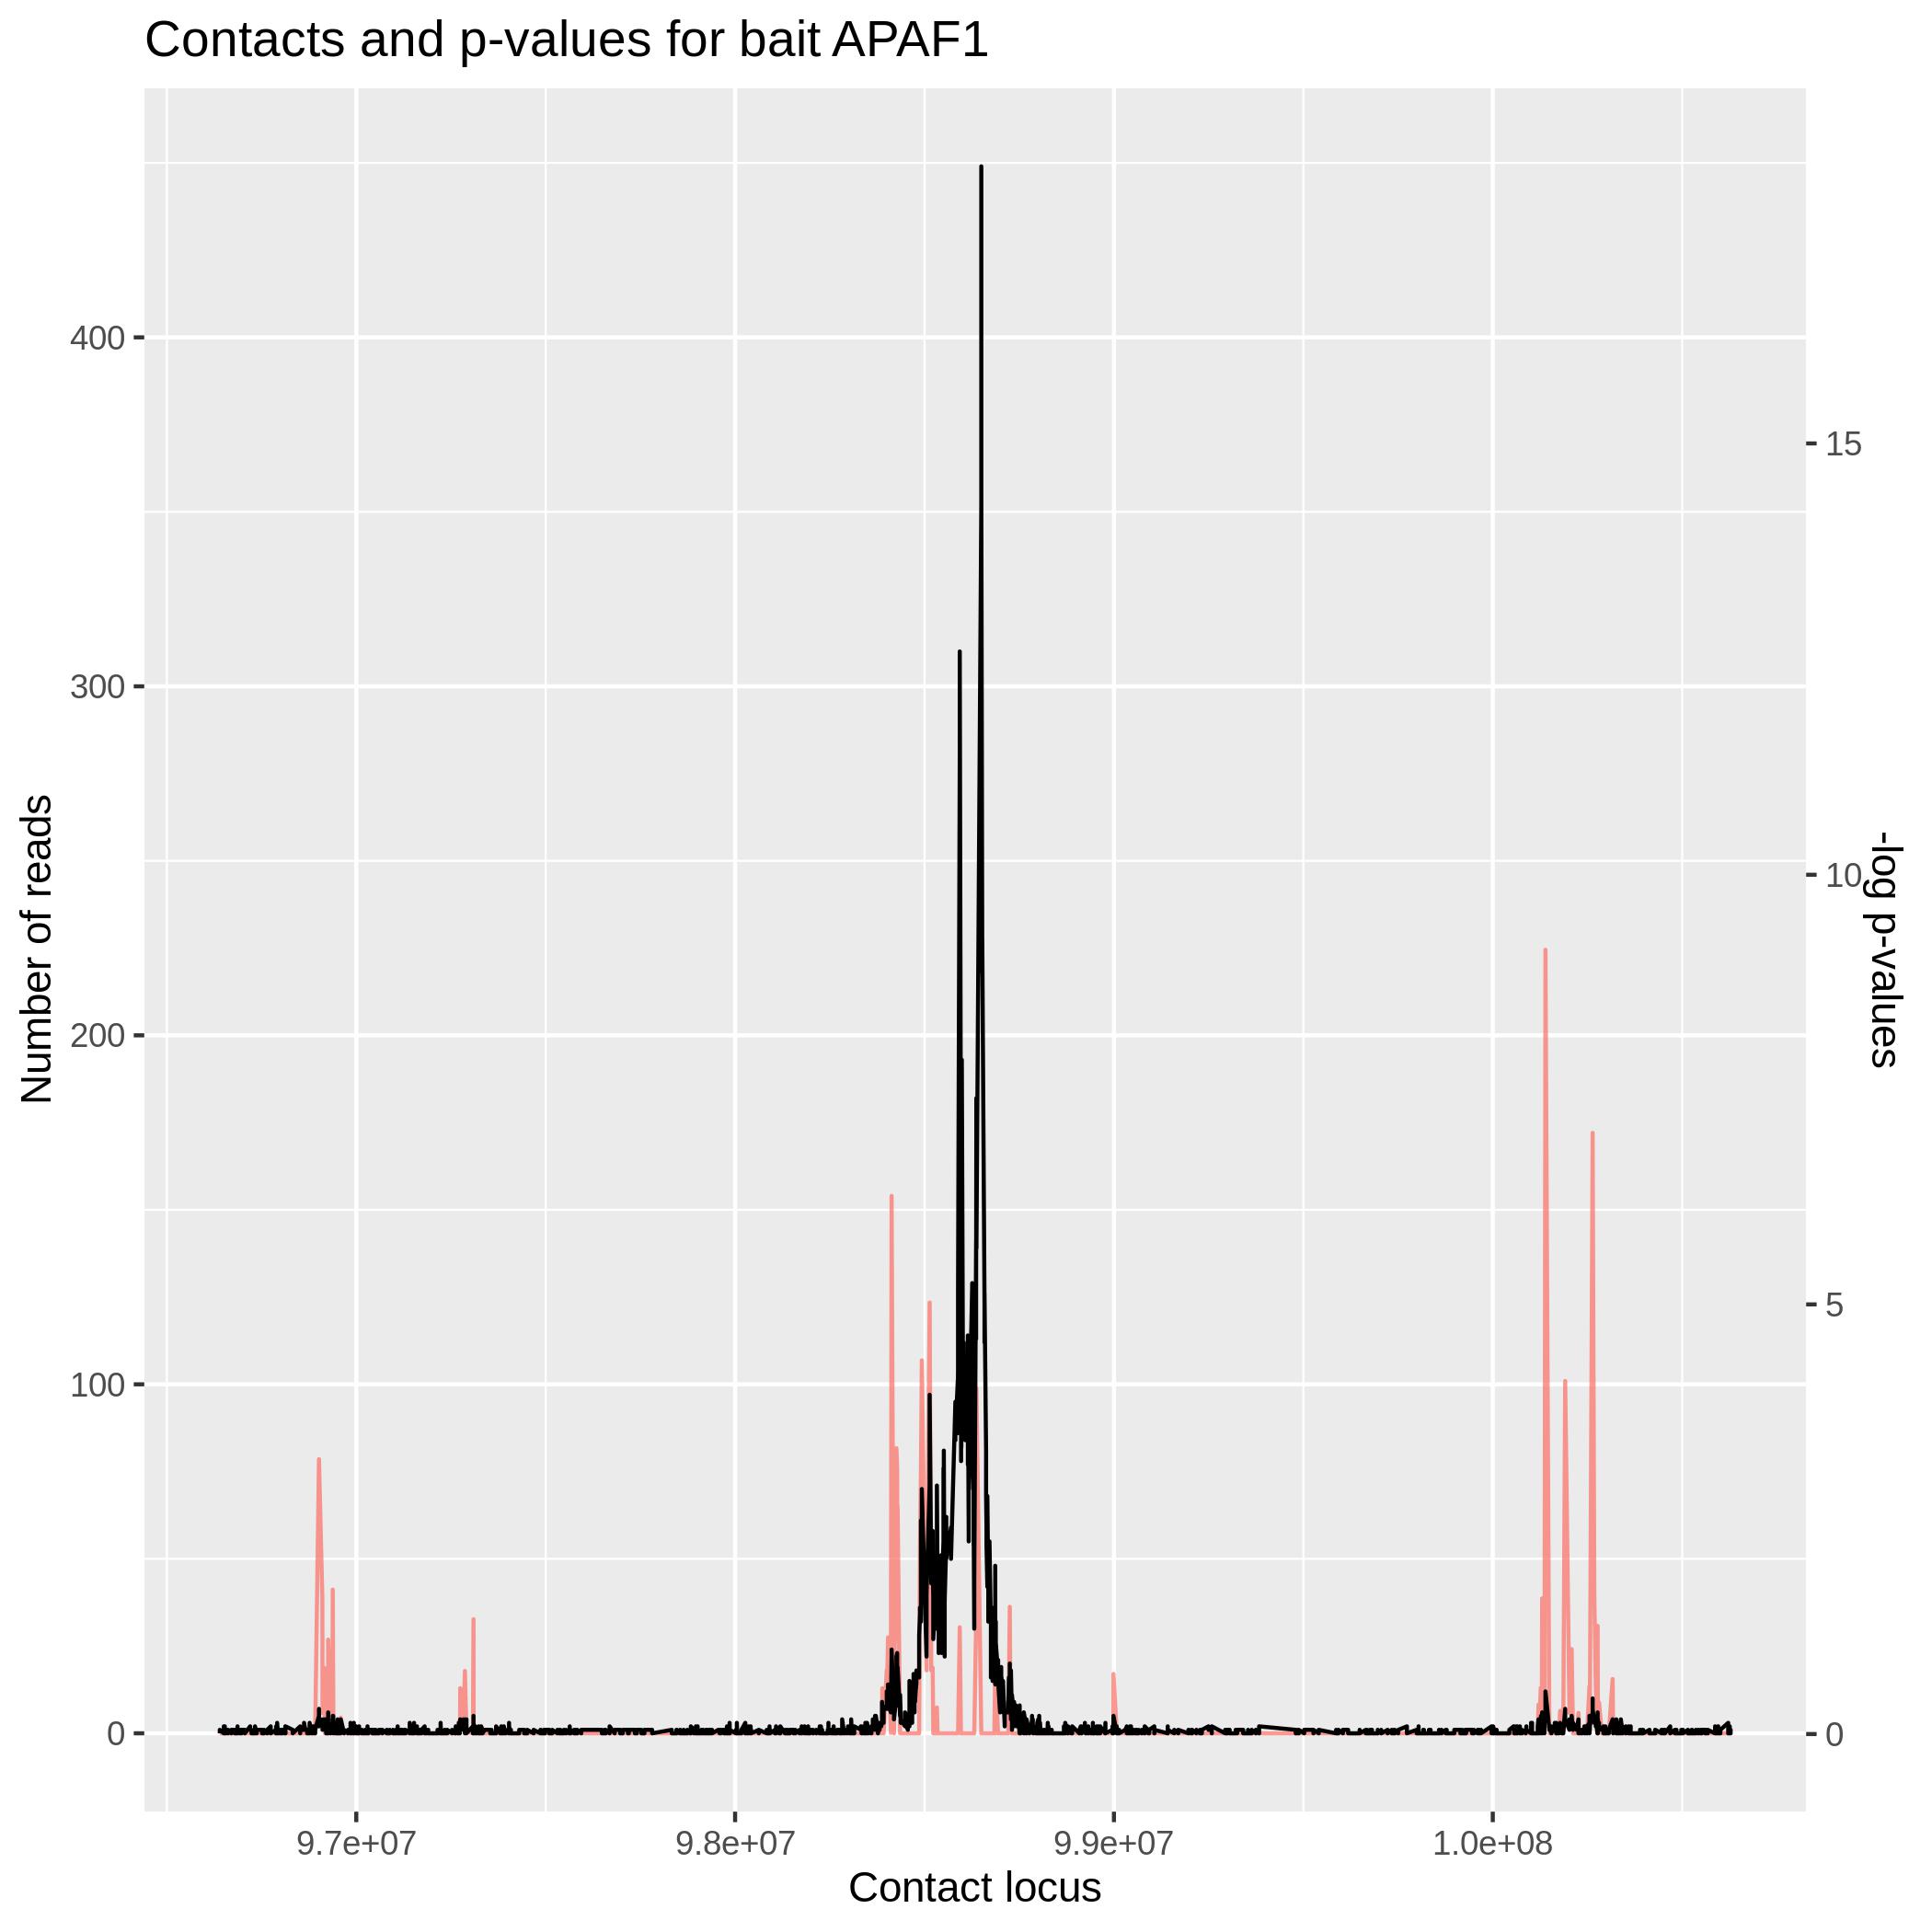 Contacts and p-values for bait APAF1
Number of reads
400
300
200
100
0
15
10
5
0
-log p-values
9.7e+07
9.8e+07
9.9e+07
1.0e+08
Contact locus